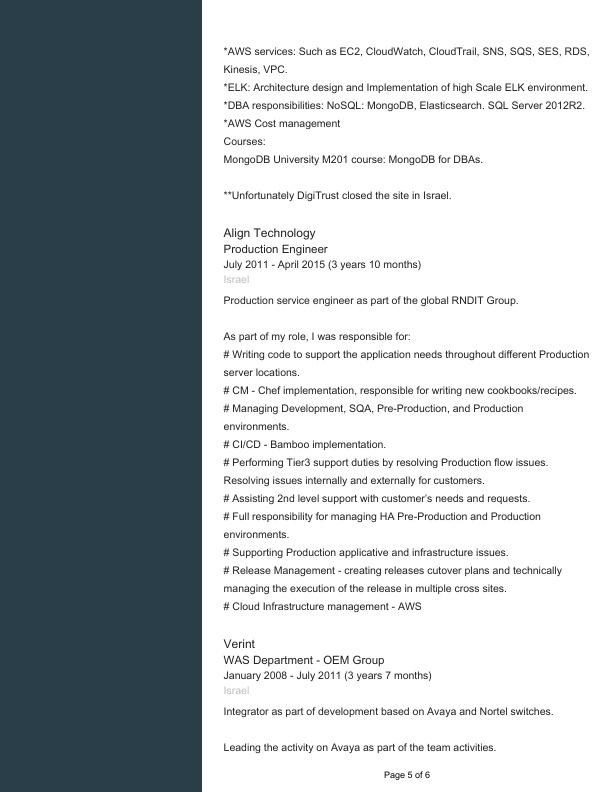 *AWS services: Such as EC2, CloudWatch, CloudTrail, SNS, SQS, SES, RDS,
Kinesis, VPC.
*ELK: Architecture design and Implementation of high Scale ELK environment.
*DBA responsibilities: NoSQL: MongoDB, Elasticsearch. SQL Server 2012R2.
*AWS Cost management
Courses:
MongoDB University M201 course: MongoDB for DBAs.
**Unfortunately DigiTrust closed the site in Israel.
Align Technology
Production Engineer
July 2011 - April 2015 (3 years 10 months)
Israel
Production service engineer as part of the global RNDIT Group.
As part of my role, I was responsible for:
# Writing code to support the application needs throughout different Production
server locations.
# CM - Chef implementation, responsible for writing new cookbooks/recipes.
# Managing Development, SQA, Pre-Production, and Production
environments.
# CI/CD - Bamboo implementation.
# Performing Tier3 support duties by resolving Production flow issues.
Resolving issues internally and externally for customers.
# Assisting 2nd level support with customer's needs and requests.
# Full responsibility for managing HA Pre-Production and Production
environments.
# Supporting Production applicative and infrastructure issues.
# Release Management - creating releases cutover plans and technically
managing the execution of the release in multiple cross sites.
# Cloud Infrastructure management - AWS
Verint
WAS Department - OEM Group
January 2008 - July 2011 (3 years 7 months)
Israel
Integrator as part of development based on Avaya and Nortel switches.
Leading the activity on Avaya as part of the team activities.
Page 5 of 6